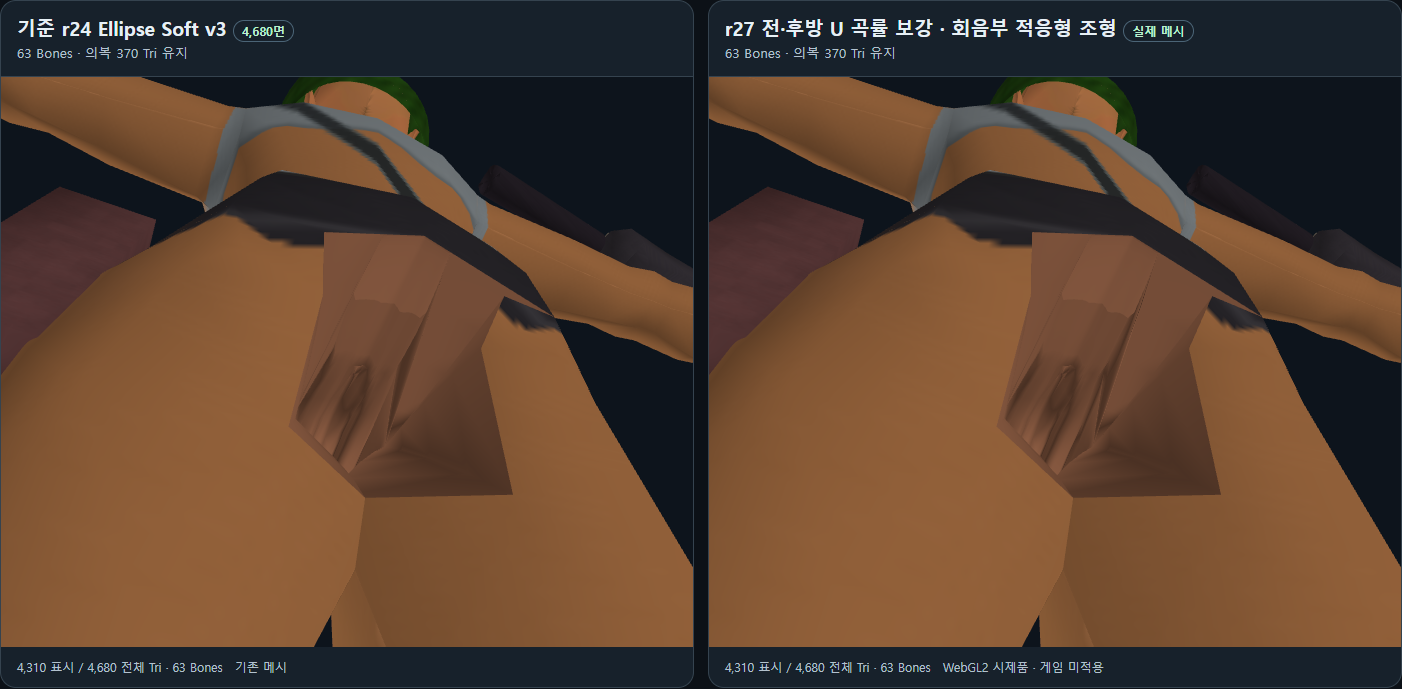 기준 r24 Ellipse Soft v3 4,680면
63 Bones · 의복 370 Tri 유지
r27 전·후방 U 곡률 보강 · 회음부 적응형 조형 실제 메시
63 Bones · 의복 370 Tri 유지
4,310 표시 / 4,680 전체 Tri · 63 Bones 기존 메시
4,310 표시 / 4,680 전체 Tri · 63 Bones WebGL2 시제품 · 게임 미적용